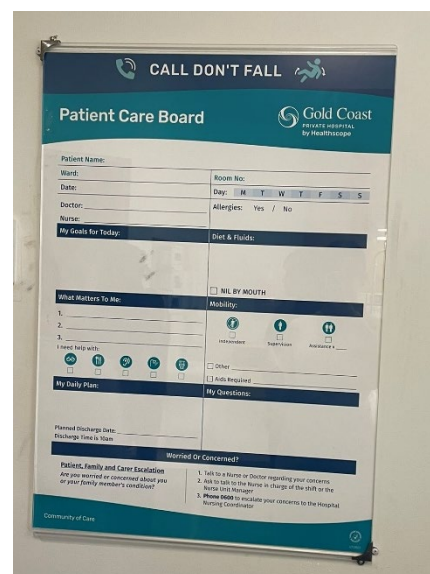 CALL DON'T FALL
Patient Care Board
Gold Coast
PRIVATE HOSPITAL
by Healthscope
Patient Name:
Ward:
Room No:
Date:
Day: M T W T F S S
Doctor:
Allergies: Yes / No
Nurse:
My Goals for Today:
Diet & Fluids:
NIL BY MOUTH
What Matters To Me:
Mobility:
1.
2.
3.
Independent
Supervision
Assistance x
I need help with:
Other
Aids Required
My Daily Plan:
My Questions:
Planned Discharge Date:
Discharge Time is 10am
Worried Or Concerned?
Patient, Family and Carer Escalation
Are you worried or concerned about you
or your family member's condition?
1. Talk to a Nurse or Doctor regarding your concerns
2. Ask to talk to the Nurse in charge of the shift or the
Nurse Unit Manager
3. Phone 0600 to escalate your concerns to the Hospital
Nursing Coordinator
Community of Care